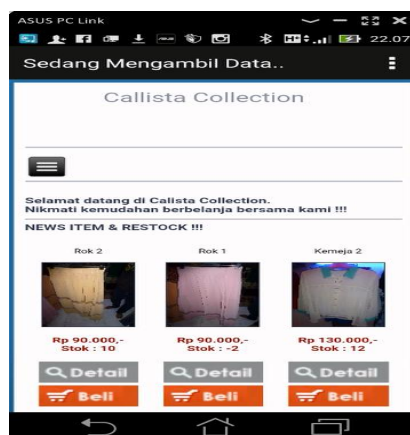 ASUS PC Link
22.07
Sedang Mengambil Data..
Callista Collection
Selamat datang di Calista Collection.
Nikmati kemudahan berbelanja bersama kami !!!
NEWS ITEM & RESTOCK !!!
Rok 2 Rok 1 Kemeja 2
Rp 90.000,- Rp 90.000,- Rp 130.000,-
Stok : 10 Stok : -2 Stok : 12
Detail Detail Detail
Beli Beli Beli